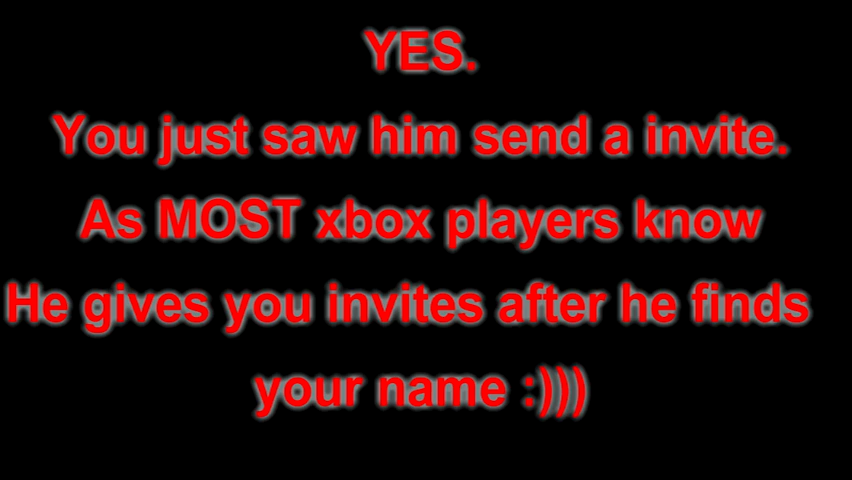 YES.
You just saw him send a invite.
As MOST xbox players know
He gives you invites after he finds
your name :)))